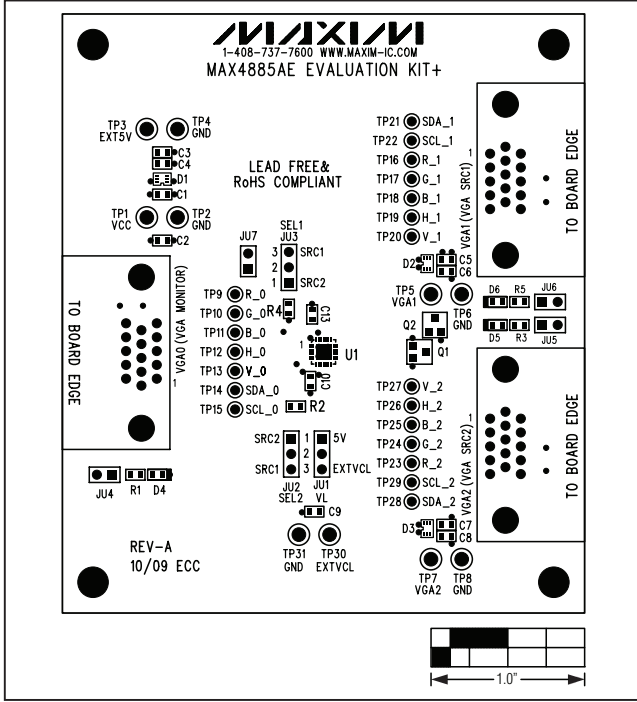 MAXIM
1-408-737-7600 WWW.MAXIM-IC.COM
MAX4885AE EVALUATION KIT+
TP3
EXT5V
TP4
GND
C3
C4
D1
C1
TP1
VCC
TP2
GND
C2
LEAD FREE&
RoHS COMPLIANT
TP21 SDA_1
TP22 SCL_1
TP16 R_1
TP17 G_1
TP18 B_1
TP19 H_1
TP20 V_1
1
VGA1 (VGA SRC1)
TO BOARD EDGE
JU7
SEL1
JU3
3 SRC1
2
1 SRC2
D2
C5
C6
TP5
VGA1
TP6
GND
D6 R5 JU6
D5 R3 JU5
Q2
Q1
TO BOARD EDGE
VGA0 (VGA MONITOR)
1
TP9 R_0
TP10 G_0
TP11 B_0
TP12 H_0
TP13 V_0
TP14 SDA_0
TP15 SCL_0
R4
C13
1
U1
C10
R2
TP27 V_2
TP26 H_2
TP25 B_2
TP24 G_2
TP23 R_2
TP29 SCL_2
TP28 SDA_2
1
VGA2 (VGA SRC2)
TO BOARD EDGE
SRC2 1 5V
2
SRC1 3 EXTVCL
JU2
SEL2
JU1
VL
JU4
R1 D4
C9
TP31
GND
TP30
EXTVCL
D3
C7
C8
TP7
VGA2
TP8
GND
REV-A
10/09 ECC
1.0"